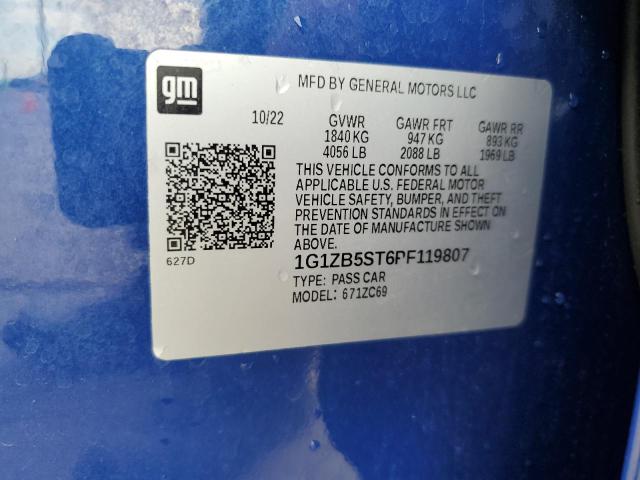 gm
MFD BY GENERAL MOTORS LLC
10/22 GVWR GAWR FRT GAWR RR
1840 KG 947 KG 893 KG
4056 LB 2088 LB 1969 LB
THIS VEHICLE CONFORMS TO ALL
APPLICABLE U.S. FEDERAL MOTOR
VEHICLE SAFETY, BUMPER, AND THEFT
PREVENTION STANDARDS IN EFFECT ON
THE DATE OF MANUFACTURE SHOWN
ABOVE.
627D
1G1ZB5ST6PF119807
TYPE: PASS CAR
MODEL: 671ZC69